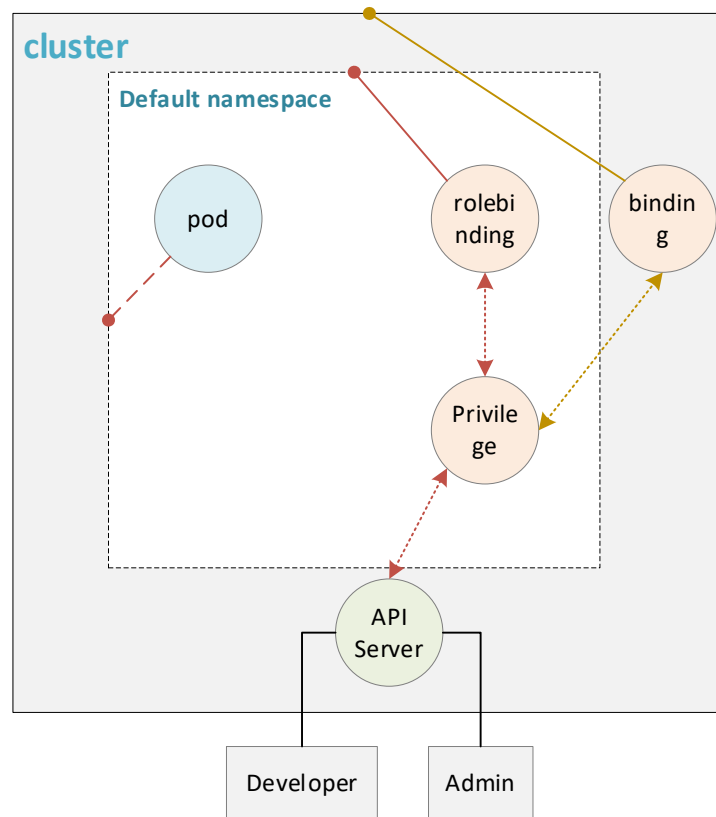 cluster
Default namespace
pod
rolebi
nding
bindin
g
Privile
ge
API
Server
Developer
Admin